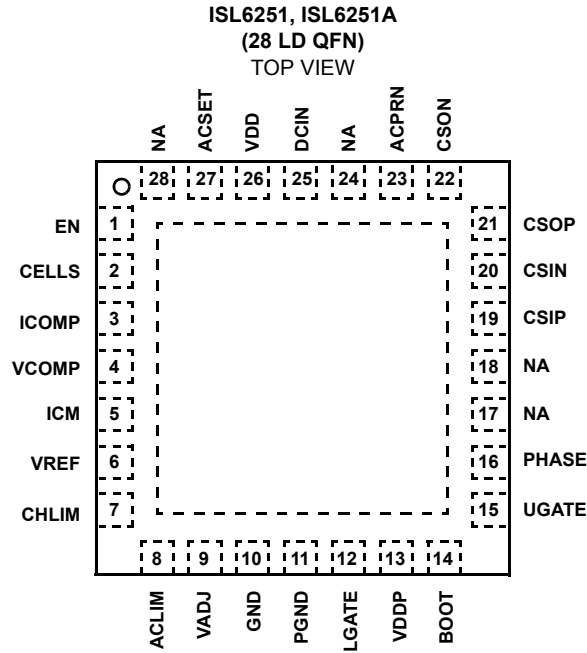 ISL6251, ISL6251A
(28 LD QFN)
TOP VIEW
NA
ACSET
VDD
DCIN
NA
ACPRN
CSON
28
27
26
25
24
23
22
EN
1
CELLS
2
ICOMP
3
VCOMP
4
ICM
5
VREF
6
CHLIM
7
21
CSOP
20
CSIN
19
CSIP
18
NA
17
NA
16
PHASE
15
UGATE
8
9
10
11
12
13
14
ACLIM
VADJ
GND
PGND
LGATE
VDDP
BOOT